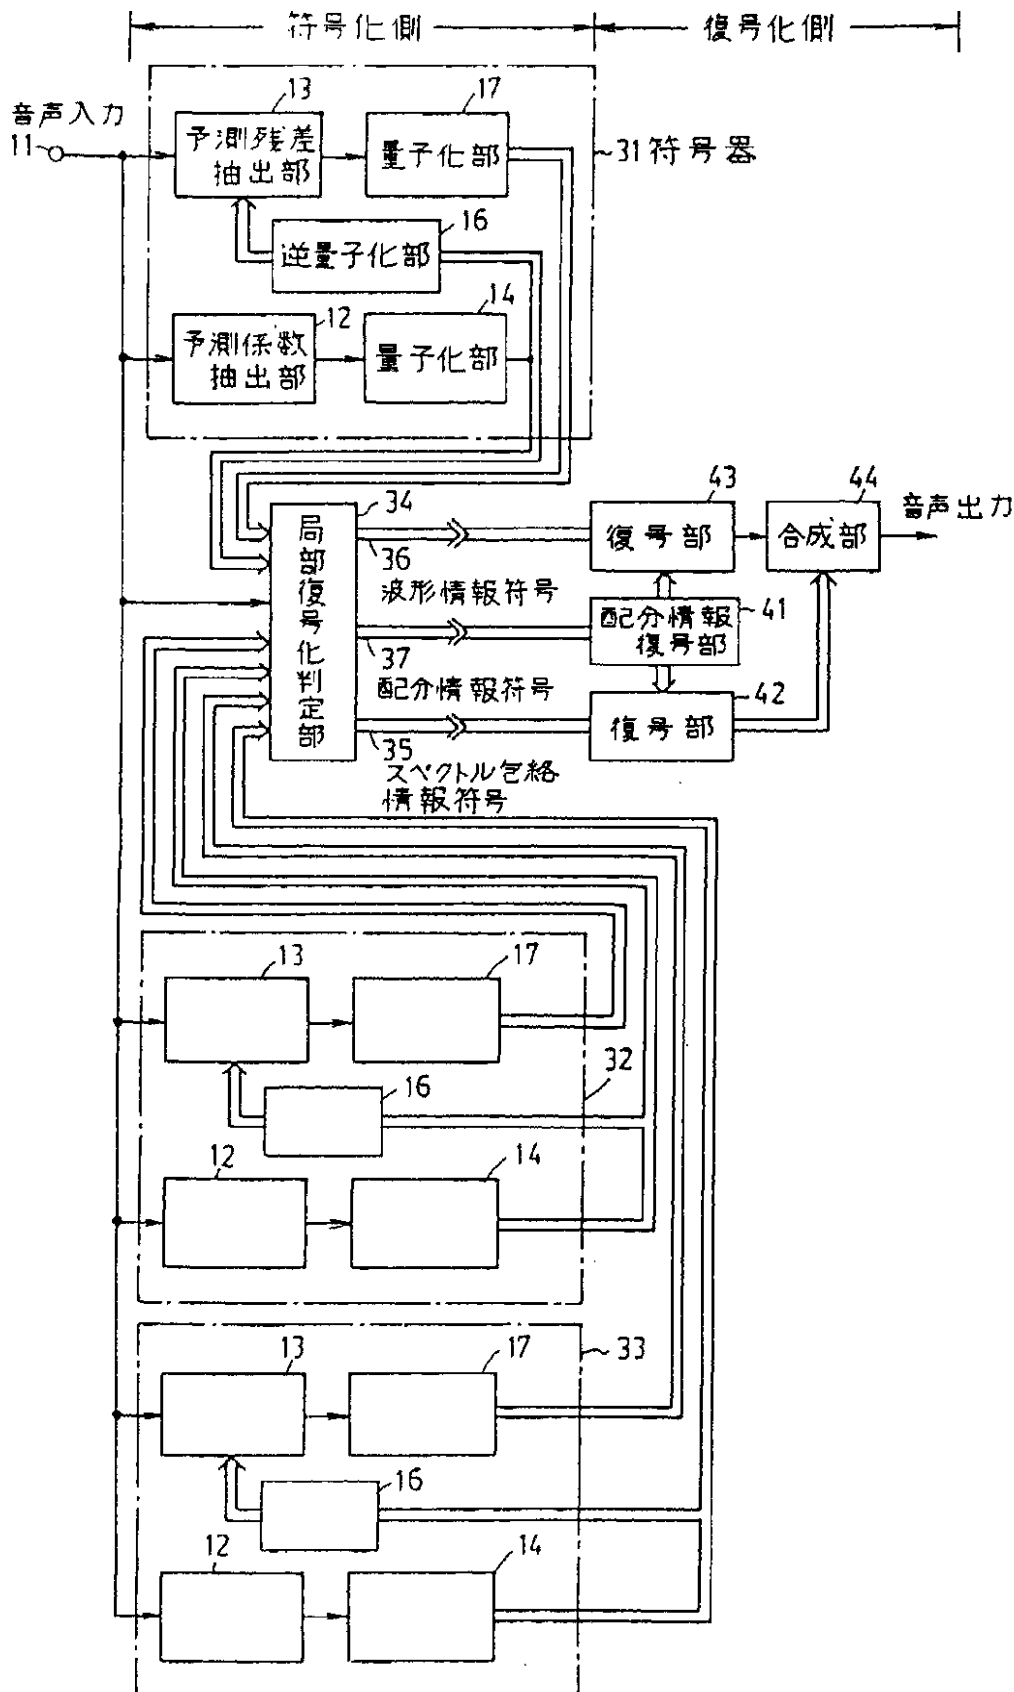 符号化側
復号化側
音声入力
11
13
予測残差
抽出部
17
量子化部
31符号器
16
逆量子化部
12
予測係数
抽出部
14
量子化部
34
局部復号化判定部
36
波形情報符号
37
配分情報符号
35
スペクトル包絡
情報符号
43
復号部
44
合成部
音声出力
41
配分情報
復号部
42
復号部
13
17
32
16
12
14
13
17
33
16
12
14